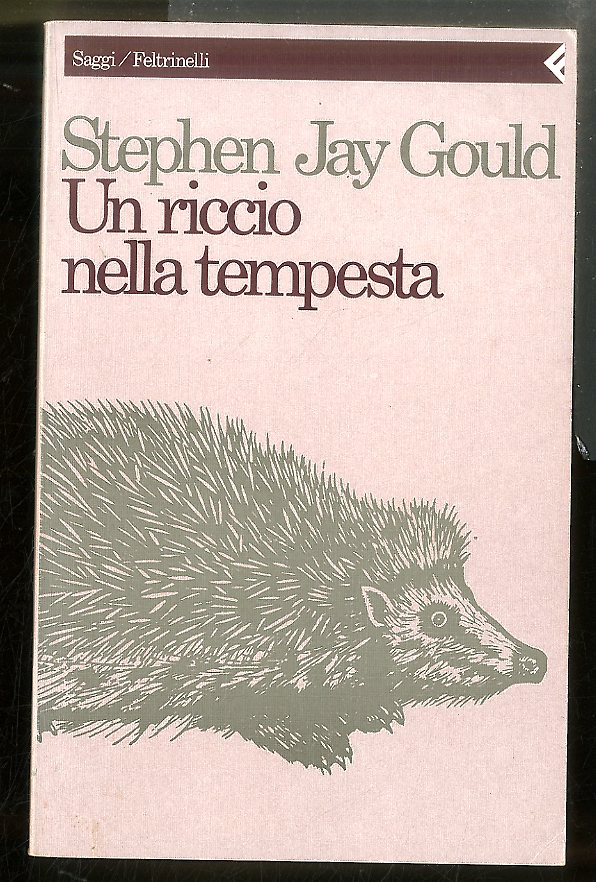 Saggi/Feltrinelli
Stephen Jay Gould
Un riccio
nella tempesta